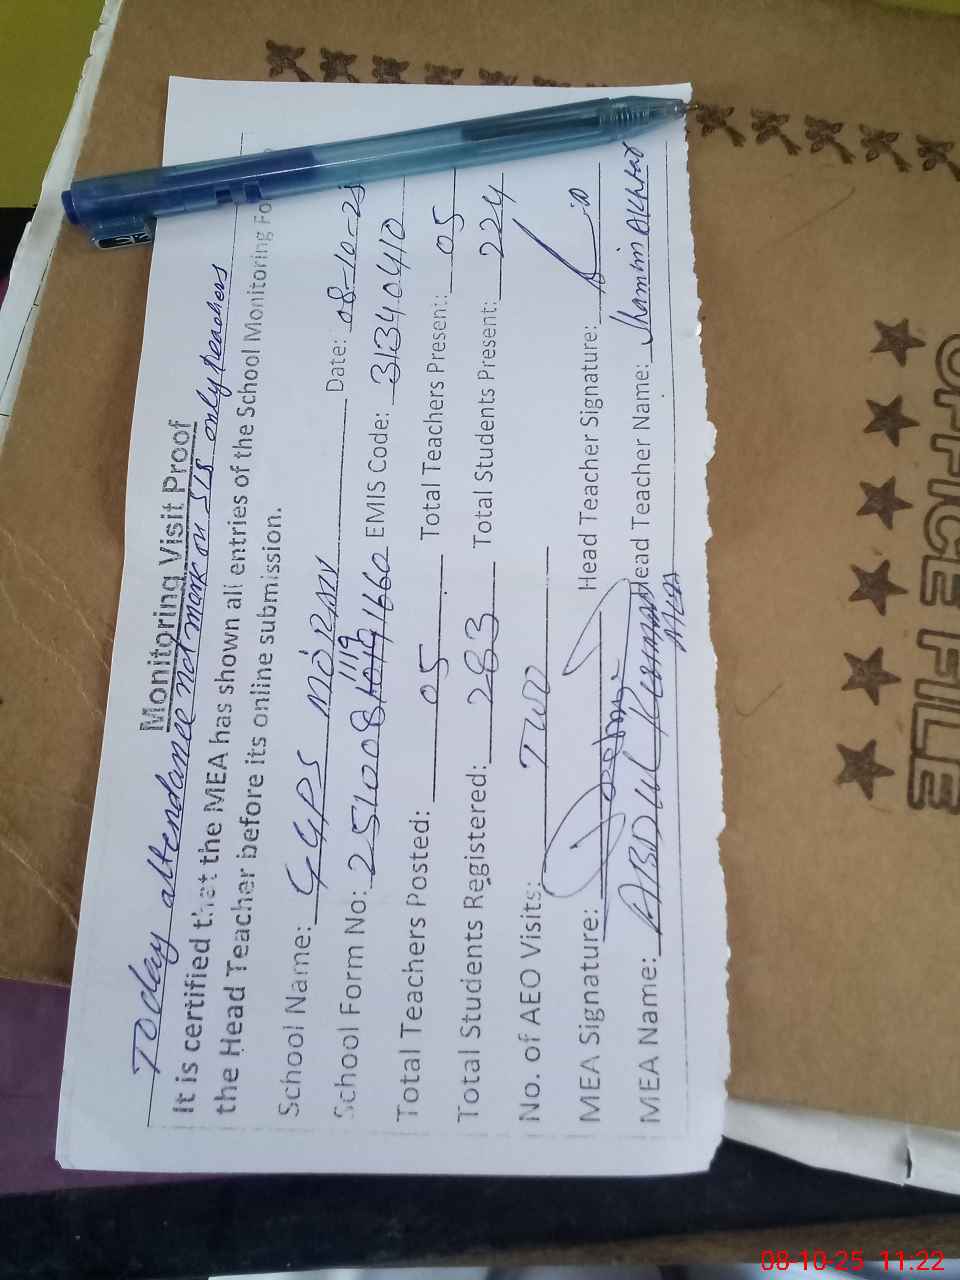 Monitoring Visit Proof
Today attendance not mark on SIS only teachers
It is certified that the MEA has shown all entries of the School Monitoring Fo
the Head Teacher before its online submission.
School Name: GGPS Date: 08-10-25
School Form No: EMIS Code: 31340410
Total Teachers Posted: 05 Total Teachers Present: 05
Total Students Registered: 283 Total Students Present: 224
No. of AEO Visits: TWO
MEA Signature: Head Teacher Signature:
MEA Name: ABDUL Head Teacher Name: Shamim Akhtar
OFFICE FILE
08-10-25 11:22